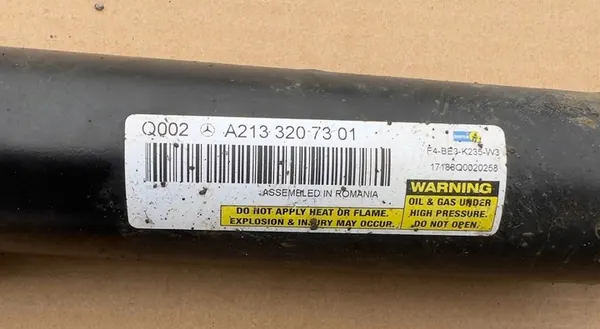 Q002 A213 320 73 01
F4-BE3-K235-W3
17186Q0020258
ASSEMBLED IN ROMANIA
WARNING
OIL & GAS UNDER
HIGH PRESSURE.
DO NOT OPEN.
DO NOT APPLY HEAT OR FLAME.
EXPLOSION & INJURY MAY OCCUR.